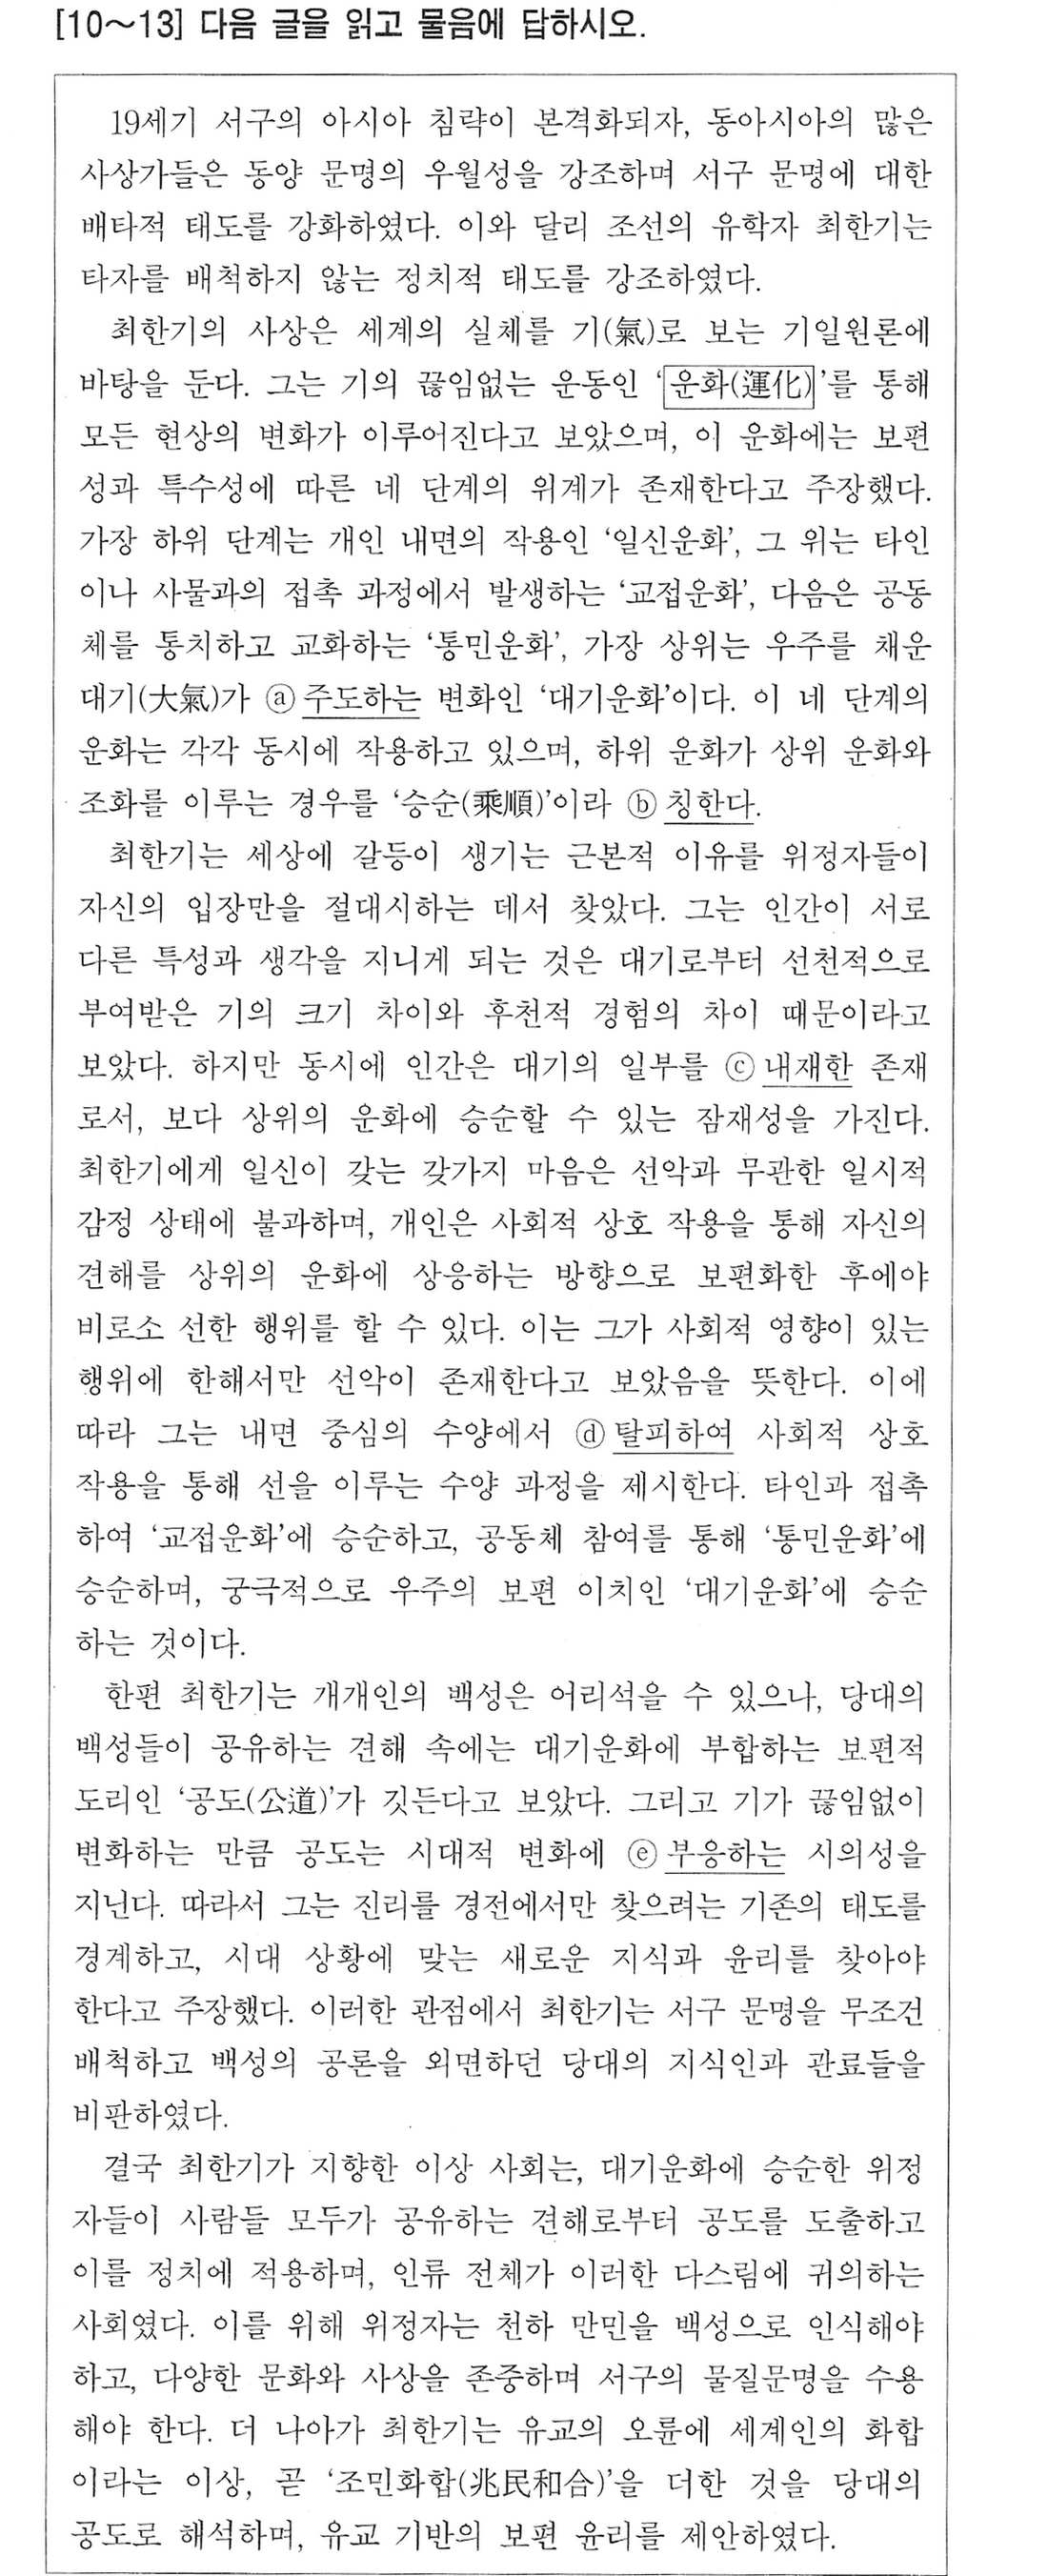 [10～13] 다음 글을 읽고 물음에 답하시오.
19세기 서구의 아시아 침략이 본격화되자, 동아시아의 많은
사상가들은 동양 문명의 우월성을 강조하며 서구 문명에 대한
배타적 태도를 강화하였다. 이와 달리 조선의 유학자 최한기는
타자를 배척하지 않는 정치적 태도를 강조하였다.
최한기의 사상은 세계의 실체를 기(氣)로 보는 기일원론에
바탕을 둔다. 그는 기의 끊임없는 운동인 ‘운화(運化)’를 통해
모든 현상의 변화가 이루어진다고 보았으며, 이 운화에는 보편
성과 특수성에 따른 네 단계의 위계가 존재한다고 주장했다.
가장 하위 단계는 개인 내면의 작용인 ‘일신운화’, 그 위는 타인
이나 사물과의 접촉 과정에서 발생하는 ‘교접운화’, 다음은 공동
체를 통치하고 교화하는 ‘통민운화’, 가장 상위는 우주를 채운
대기(大氣)가 ⓐ주도하는 변화인 ‘대기운화’이다. 이 네 단계의
운화는 각각 동시에 작용하고 있으며, 하위 운화가 상위 운화와
조화를 이루는 경우를 ‘승순(乘順)’이라 ⓑ칭한다.
최한기는 세상에 갈등이 생기는 근본적 이유를 위정자들이
자신의 입장만을 절대시하는 데서 찾았다. 그는 인간이 서로
다른 특성과 생각을 지니게 되는 것은 대기로부터 선천적으로
부여받은 기의 크기 차이와 후천적 경험의 차이 때문이라고
보았다. 하지만 동시에 인간은 대기의 일부를 ⓒ내재한 존재
로서, 보다 상위의 운화에 승순할 수 있는 잠재성을 가진다.
최한기에게 일신이 갖는 갖가지 마음은 선악과 무관한 일시적
감정 상태에 불과하며, 개인은 사회적 상호 작용을 통해 자신의
견해를 상위의 운화에 상응하는 방향으로 보편화한 후에야
비로소 선한 행위를 할 수 있다. 이는 그가 사회적 영향이 있는
행위에 한해서만 선악이 존재한다고 보았음을 뜻한다. 이에
따라 그는 내면 중심의 수양에서 ⓓ탈피하여 사회적 상호
작용을 통해 선을 이루는 수양 과정을 제시한다. 타인과 접촉
하여 ‘교접운화’에 승순하고, 공동체 참여를 통해 ‘통민운화’에
승순하며, 궁극적으로 우주의 보편 이치인 ‘대기운화’에 승순
하는 것이다.
한편 최한기는 개개인의 백성은 어리석을 수 있으나, 당대의
백성들이 공유하는 견해 속에는 대기운화에 부합하는 보편적
도리인 ‘공도(公道)’가 깃든다고 보았다. 그리고 기가 끊임없이
변화하는 만큼 공도는 시대적 변화에 ⓔ부응하는 시의성을
지닌다. 따라서 그는 진리를 경전에서만 찾으려는 기존의 태도를
경계하고, 시대 상황에 맞는 새로운 지식과 윤리를 찾아야
한다고 주장했다. 이러한 관점에서 최한기는 서구 문명을 무조건
배척하고 백성의 공론을 외면하던 당대의 지식인과 관료들을
비판하였다.
결국 최한기가 지향한 이상 사회는, 대기운화에 승순한 위정
자들이 사람들 모두가 공유하는 견해로부터 공도를 도출하고
이를 정치에 적용하며, 인류 전체가 이러한 다스림에 귀의하는
사회였다. 이를 위해 위정자는 천하 만민을 백성으로 인식해야
하고, 다양한 문화와 사상을 존중하며 서구의 물질문명을 수용
해야 한다. 더 나아가 최한기는 유교의 오륜에 세계인의 화합
이라는 이상, 곧 ‘조민화합(兆民和合)’을 더한 것을 당대의
공도로 해석하며, 유교 기반의 보편 윤리를 제안하였다.